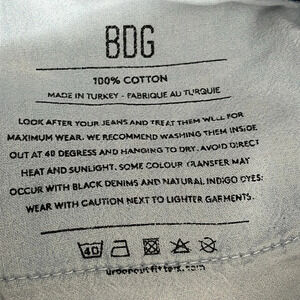 BDG
100% COTTON
MADE IN TURKEY - FABRIQUE AU TURQUIE
LOOK AFTER YOUR JEANS AND TREAT THEM WELL FOR
MAXIMUM WEAR. WE RECOMMEND WASHING THEM INSIDE
OUT AT 40 DEGRESS AND HANGING TO DRY. AVOID DIRECT
HEAT AND SUNLIGHT. SOME COLOUR TRANSFER MAY
OCCUR WITH BLACK DENIMS AND NATURAL INDIGO DYES:
WEAR WITH CAUTION NEXT TO LIGHTER GARMENTS.
40
urbanoutfitters.com